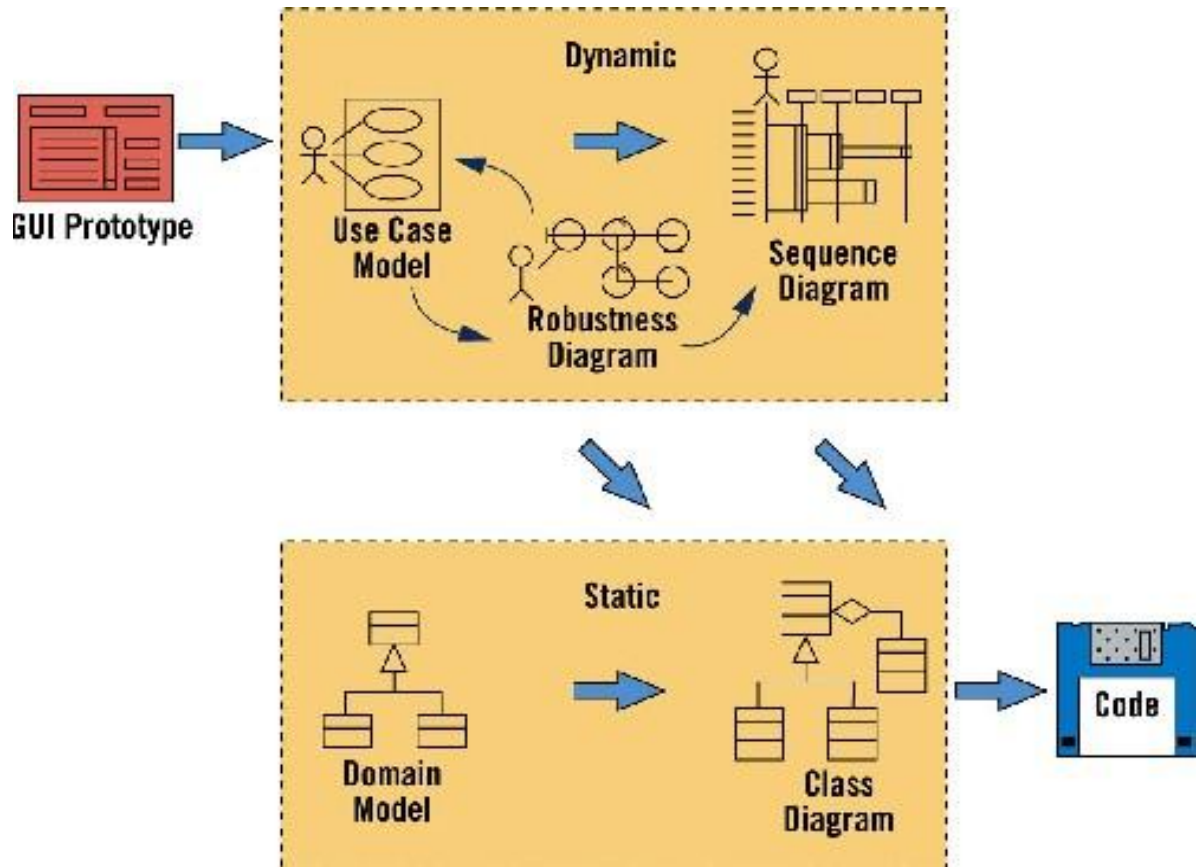 Dynamic
GUI Prototype
Use Case
Model
Robustness
Diagram
Sequence
Diagram
Static
Domain
Model
Class
Diagram
Code